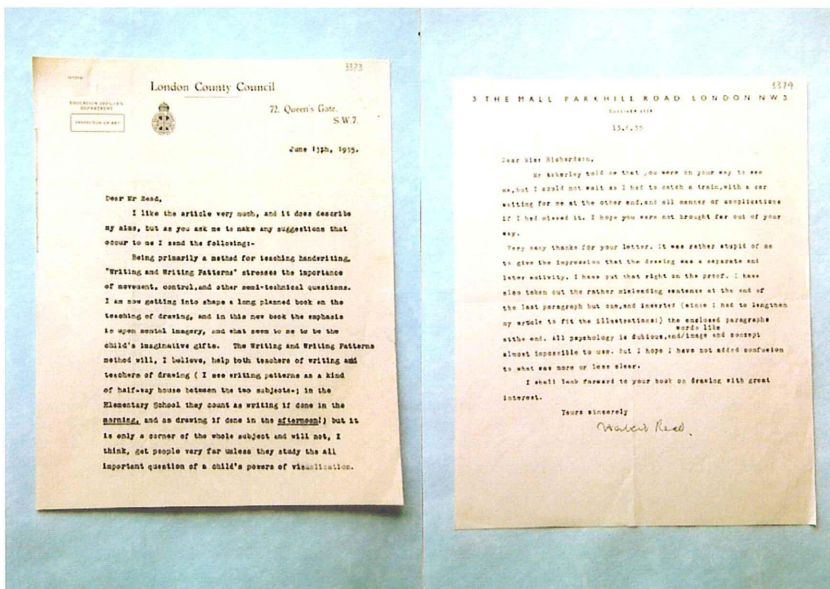 3373
London County Council
EDUCATION OFFICER'S
DEPARTMENT
72, Queen's Gate,
S.W.7.
June 13th, 1935.
Dear Mr Read,
I like the article very much, and it does describe
my aims, but as you ask me to make any suggestions that
occur to me I send the following:-
Being primarily a method for teaching handwriting,
"Writing and Writing Patterns" stresses the importance
of movement, control,and other semi-technical questions.
I am now getting into shape a long planned book on the
teaching of drawing, and in this new book the emphasis
is upon mental imagery, and what seem to me to be the
child's imaginative gifts. The Writing and Writing Patterns
method will, I believe, help both teachers of writing and
teachers of drawing ( I see writing patterns as a kind
of half-way house between the two subjects-; in the
Elementary School they count as writing if done in the
morning, and as drawing if done in the afternoon!) but it
is only a corner of the whole subject and will not, I
think, get people very far unless they study the all
important question of a child's powers of visualization.
3374
3 THE MALL PARKHILL ROAD LONDON NW3
Dear Miss Richardson,
told me that you were on your way to see
me,but I could not wait as I had to catch a train,with a car
waiting for me at the other end,and all manner of complications
if I had missed it. I hope you were not brought far out of your
way.
Very many thanks for your letter. It was rather stupid of me
to give the impression that the drawing was a separate and
later activity. I have put that right on the proof. I have
also taken out the rather misleading sentence at the end of
the last paragraph but one,and inserted (since I had to lengthen
my article to fit the illustrations!) the enclosed paragraphs
words like
atthe end. All psychology is dubious,and/image and concept
almost impossible to use. But I hope I have not added confusion
to what was more or less clear.
I shall look forward to your book on drawing with great
interest.
Yours sincerely
Herbert Read.